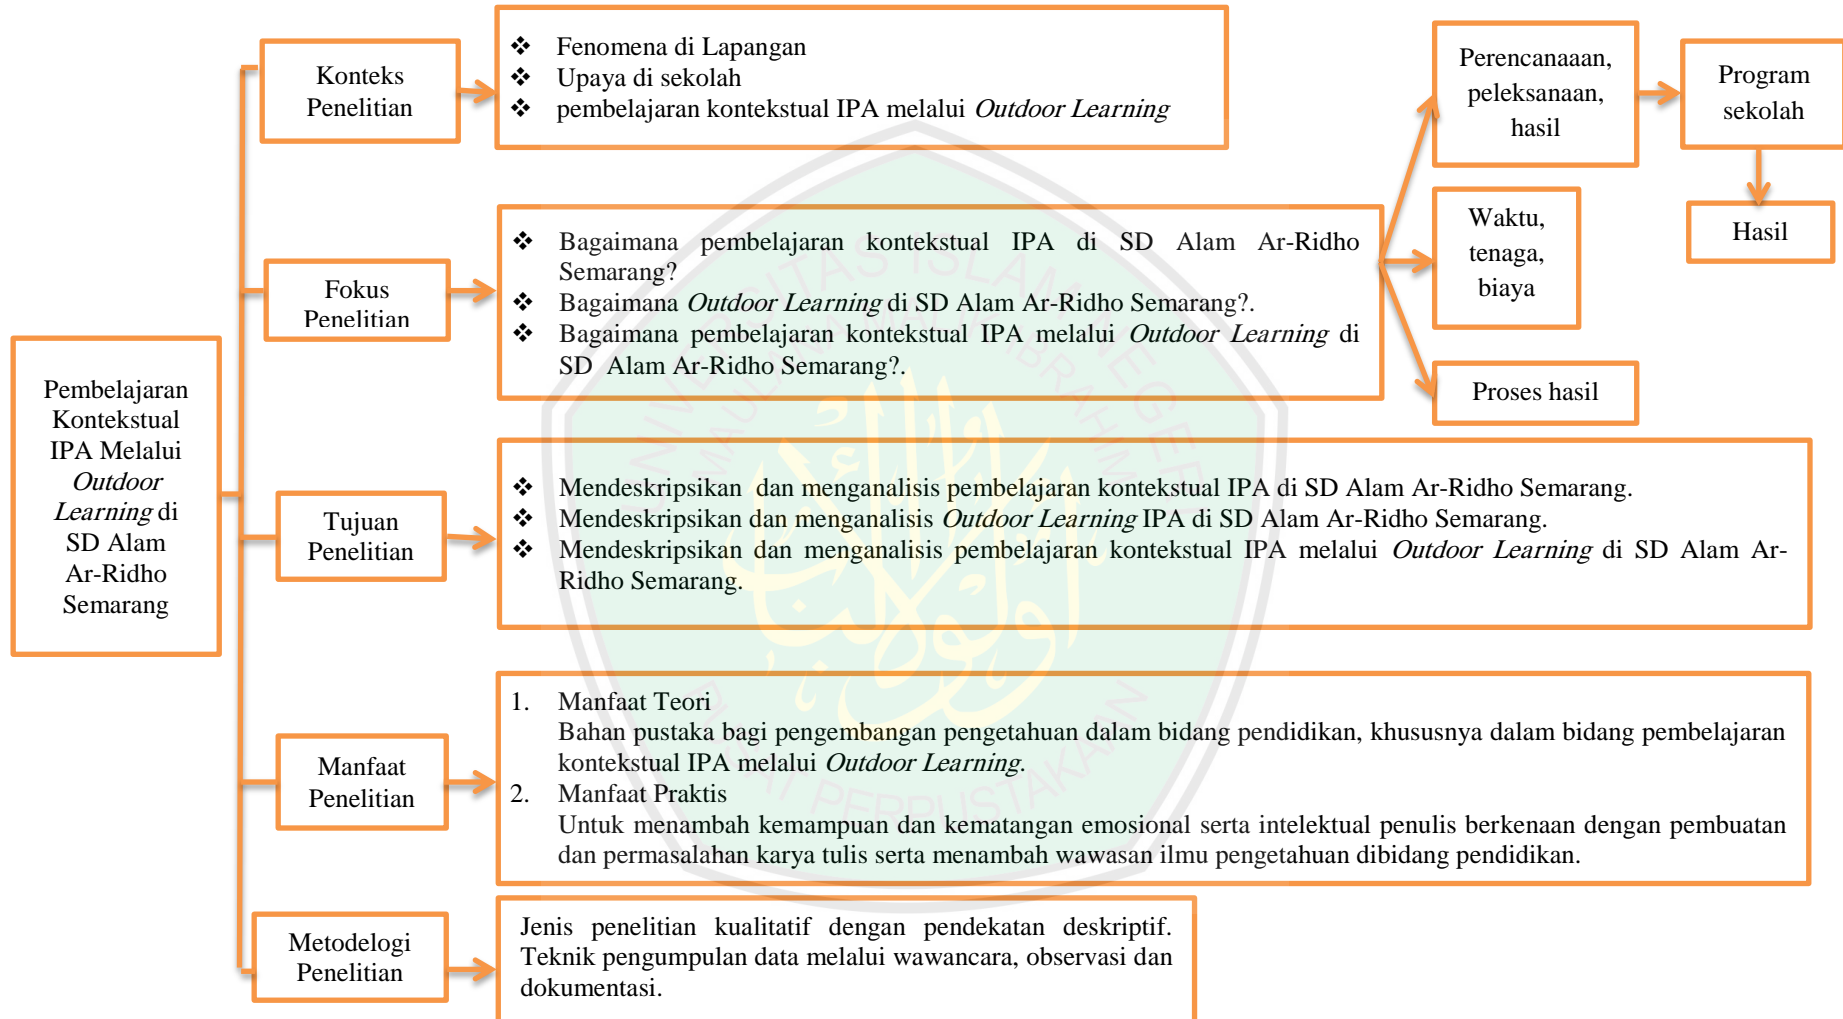 Pembelajaran
Kontekstual
IPA Melalui
Outdoor
Learning di
SD Alam
Ar-Ridho
Semarang
Konteks
Penelitian
❖ Fenomena di Lapangan
❖ Upaya di sekolah
❖ pembelajaran kontekstual IPA melalui Outdoor Learning
Fokus
Penelitian
❖ Bagaimana pembelajaran kontekstual IPA di SD Alam Ar-Ridho
Semarang?
❖ Bagaimana Outdoor Learning di SD Alam Ar-Ridho Semarang?.
❖ Bagaimana pembelajaran kontekstual IPA melalui Outdoor Learning di
SD Alam Ar-Ridho Semarang?.
Perencanaaan,
peleksanaan,
hasil
Program
sekolah
Hasil
Waktu,
tenaga,
biaya
Proses hasil
Tujuan
Penelitian
❖ Mendeskripsikan dan menganalisis pembelajaran kontekstual IPA di SD Alam Ar-Ridho Semarang.
❖ Mendeskripsikan dan menganalisis Outdoor Learning IPA di SD Alam Ar-Ridho Semarang.
❖ Mendeskripsikan dan menganalisis pembelajaran kontekstual IPA melalui Outdoor Learning di SD Alam Ar-
Ridho Semarang.
Manfaat
Penelitian
1. Manfaat Teori
Bahan pustaka bagi pengembangan pengetahuan dalam bidang pendidikan, khususnya dalam bidang pembelajaran
kontekstual IPA melalui Outdoor Learning.
2. Manfaat Praktis
Untuk menambah kemampuan dan kematangan emosional serta intelektual penulis berkenaan dengan pembuatan
dan permasalahan karya tulis serta menambah wawasan ilmu pengetahuan dibidang pendidikan.
Metodelogi
Penelitian
Jenis penelitian kualitatif dengan pendekatan deskriptif.
Teknik pengumpulan data melalui wawancara, observasi dan
dokumentasi.
UNIVERSITAS ISLAM NEGERI
MAULANA MALIK IBRAHIM
PUSAT PERPUSTAKAAN